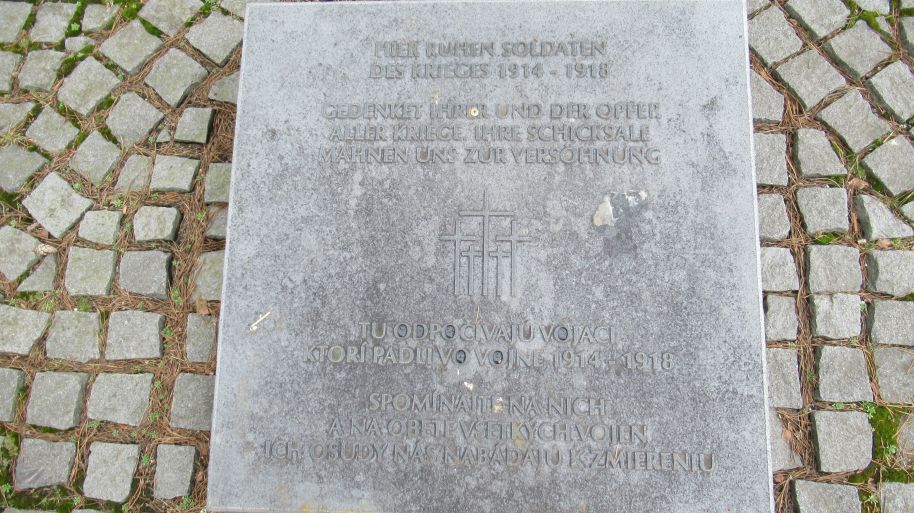 HIER RUHEN SOLDATEN
DES KRIEGES 1914 - 1918
GEDENKET IHRER UND DER OPFER
ALLER KRIEGE. IHRE SCHICKSALE
MAHNEN UNS ZUR VERSÖHNUNG
TU ODPOČÍVAJÚ VOJACI
KTORÍ PADLI VO VOJNE 1914 - 1918
SPOMÍNAJTE NA NICH
A NA OBETE VŠETKÝCH VOJEN
ICH OSUDY NÁS NABÁDAJÚ K ZMIERENIU